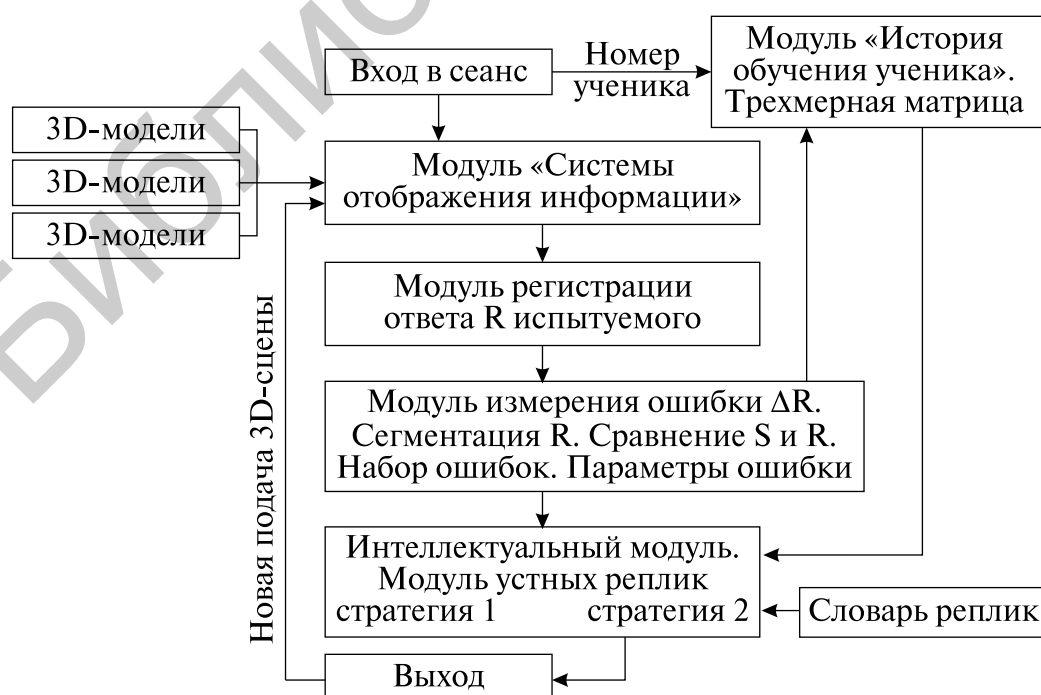 Вход в сеанс
Номер
ученика
Модуль «История
обучения ученика».
Трехмерная матрица
3D-модели
3D-модели
3D-модели
Модуль «Системы
отображения информации»
Модуль регистрации
ответа R испытуемого
Модуль измерения ошибки ΔR.
Сегментация R. Сравнение S и R.
Набор ошибок. Параметры ошибки
Новая подача 3D-сцены
Интеллектуальный модуль.
Модуль устных реплик
стратегия 1 стратегия 2
Словарь реплик
Выход